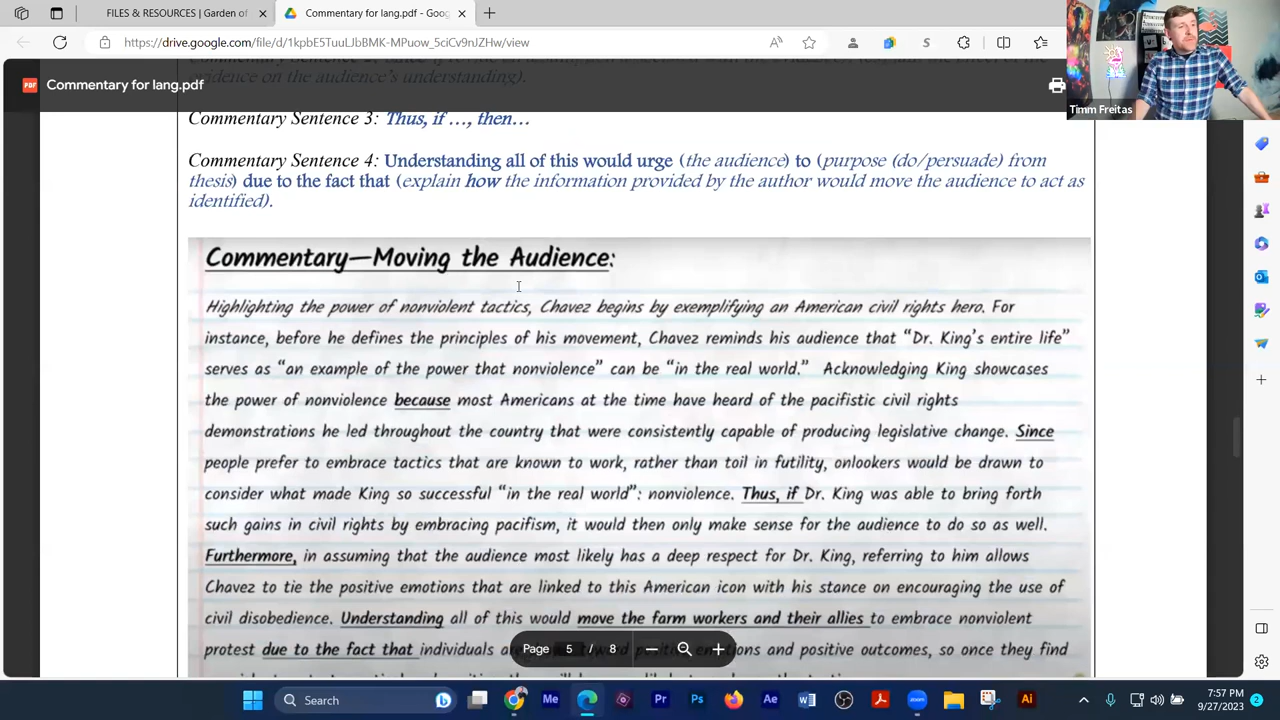 FILES & RESOURCES | Garden of
Commentary for lang.pdf - Goog
Commentary for lang.pdf
Timm Freitas
evidence on the audience's understanding).
Commentary Sentence 3: Thus, if …, then…
Commentary Sentence 4: Understanding all of this would urge (the audience) to (purpose (do/persuade) from
thesis) due to the fact that (explain how the information provided by the author would move the audience to act as
identified).
Commentary—Moving the Audience:
Highlighting the power of nonviolent tactics, Chavez begins by exemplifying an American civil rights hero. For
instance, before he defines the principles of his movement, Chavez reminds his audience that “Dr. King's entire life”
serves as “an example of the power that nonviolence” can be “in the real world.” Acknowledging King showcases
the power of nonviolence because most Americans at the time have heard of the pacifistic civil rights
demonstrations he led throughout the country that were consistently capable of producing legislative change. Since
people prefer to embrace tactics that are known to work, rather than toil in futility, onlookers would be drawn to
consider what made King so successful “in the real world”: nonviolence. Thus, if Dr. King was able to bring forth
such gains in civil rights by embracing pacifism, it would then only make sense for the audience to do so as well.
Furthermore, in assuming that the audience most likely has a deep respect for Dr. King, referring to him allows
Chavez to tie the positive emotions that are linked to this American icon with his stance on encouraging the use of
civil disobedience. Understanding all of this would move the farm workers and their allies to embrace nonviolent
protest due to the fact that individuals and positive outcomes, so once they find
Page 5 / 8
Search
7:57 PM
9/27/2023